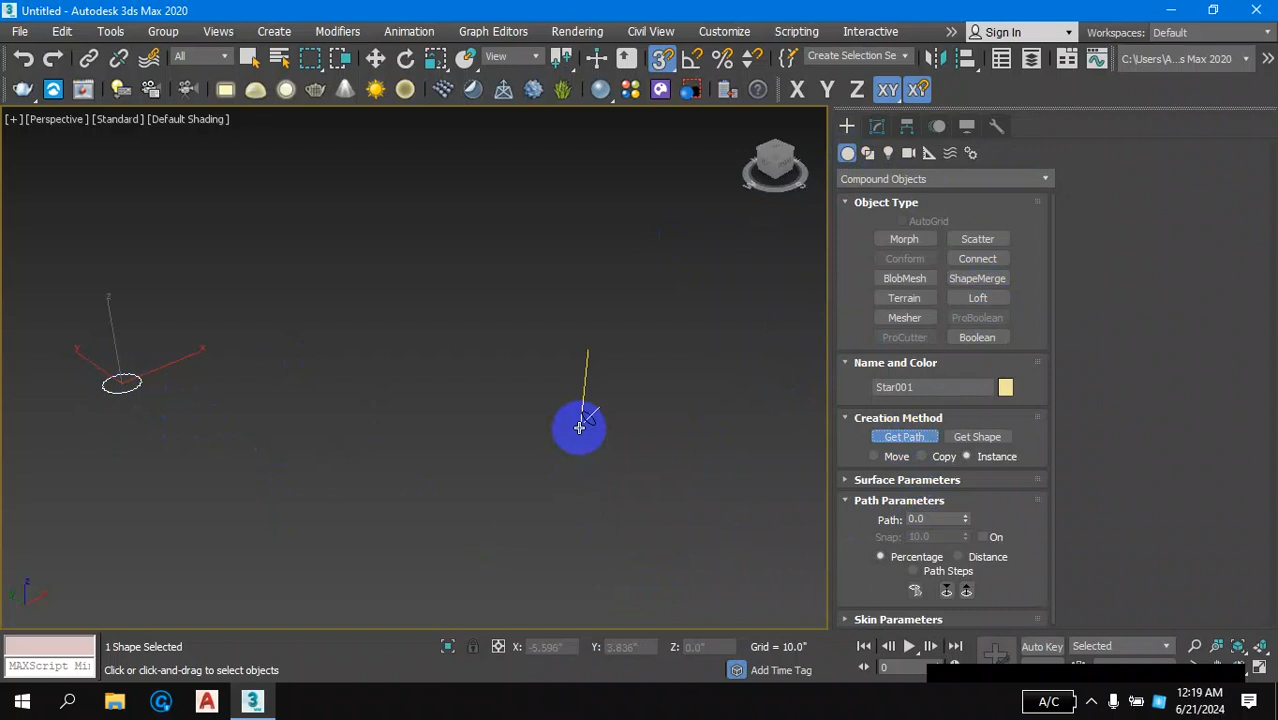 Untitled - Autodesk 3ds Max 2020
File Edit Tools Group Views Create Modifiers Animation Graph Editors Rendering Civil View Customize Scripting Interactive Sign In Workspaces: Default
All View Create Selection Se C:\Users\A...s Max 2020
X Y Z XY
[+] [Perspective] [Standard] [Default Shading]
Compound Objects
Object Type
AutoGrid
Morph Scatter
Conform Connect
BlobMesh ShapeMerge
Terrain Loft
Mesher ProBoolean
ProCutter Boolean
Name and Color
Star001
Creation Method
Get Path Get Shape
Move Copy Instance
Surface Parameters
Path Parameters
Path: 0.0
Snap: 10.0 On
Percentage Distance
Path Steps
Skin Parameters
z
y x
z
1 Shape Selected X: -5.596" Y: 3.836" Z: 0.0" Grid = 10.0" Auto Key Selected
MAXScript Mi Click or click-and-drag to select objects Add Time Tag 0
A/C 12:19 AM
6/21/2024